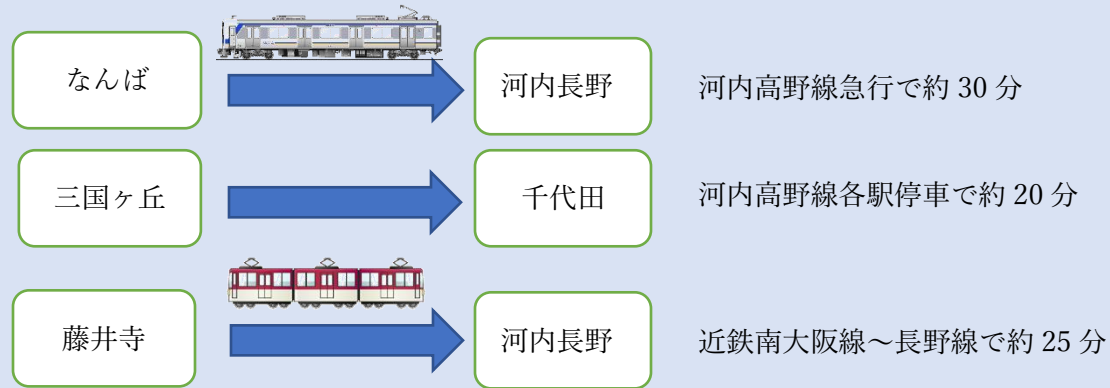 なんば
河内長野
河内高野線急行で約 30 分
三国ヶ丘
千代田
河内高野線各駅停車で約 20 分
藤井寺
河内長野
近鉄南大阪線～長野線で約 25 分